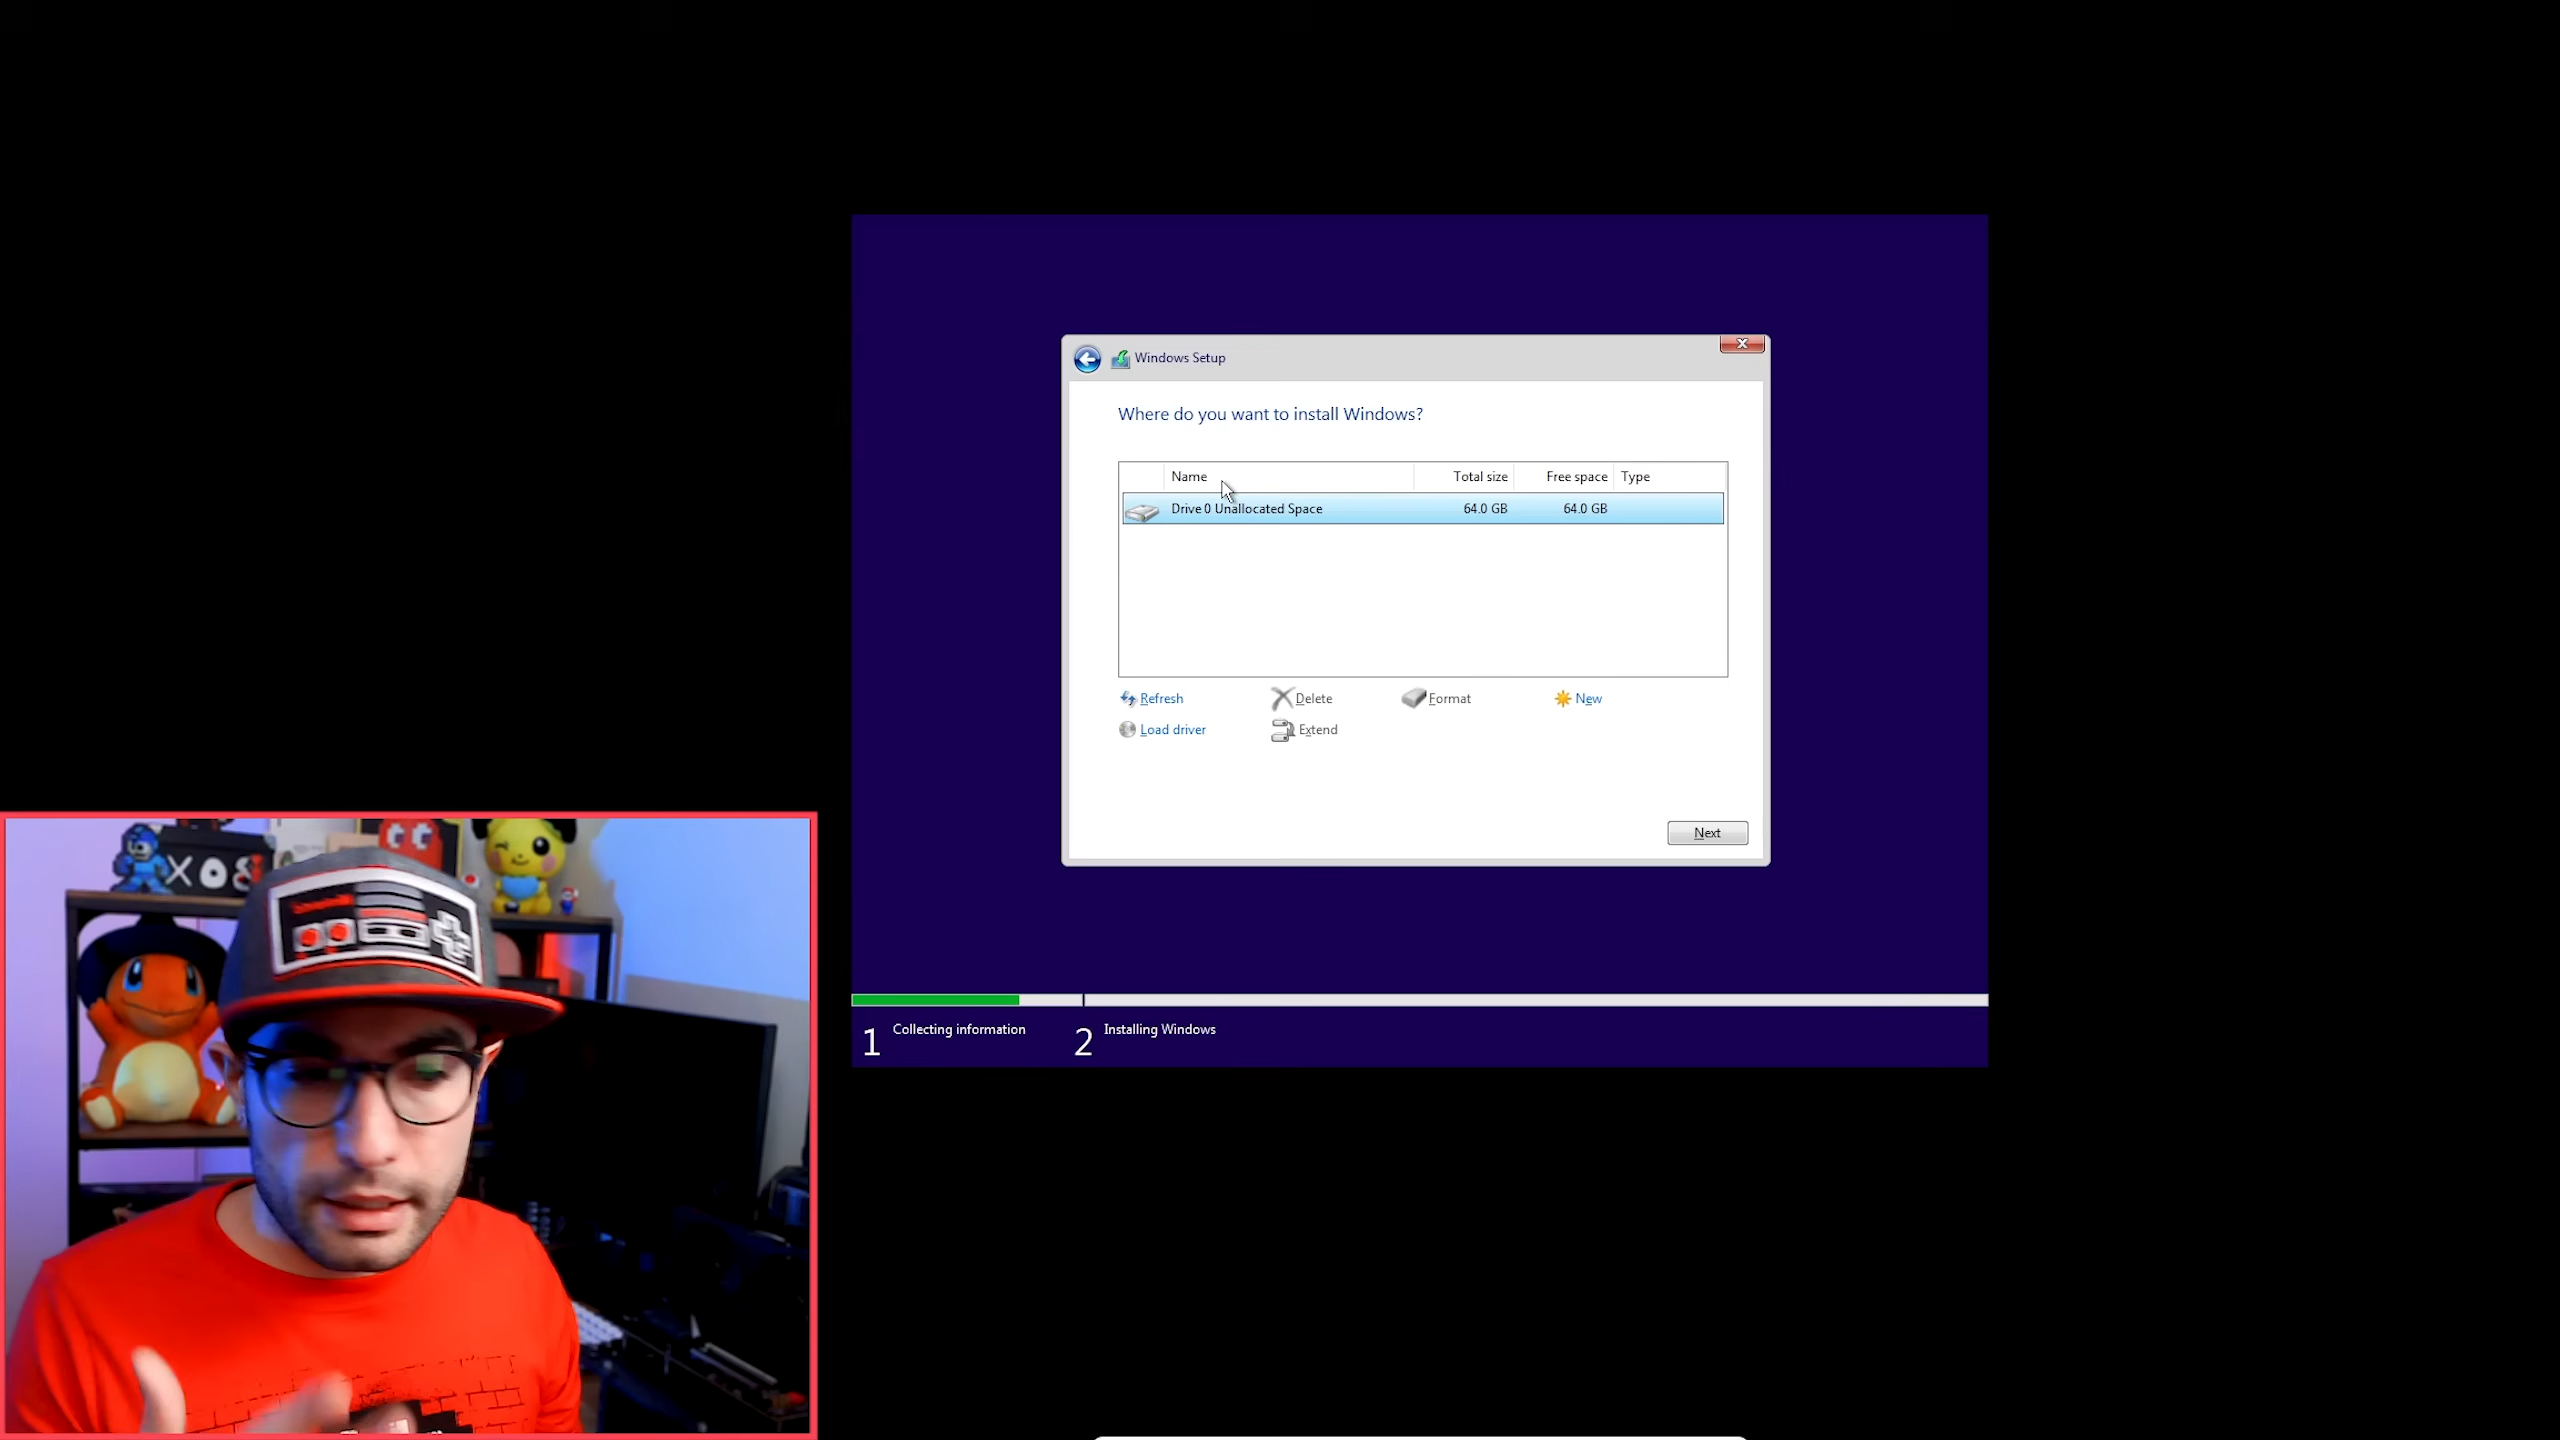 Windows Setup
Where do you want to install Windows?
Name Total size Free space Type
Drive 0 Unallocated Space 64.0 GB 64.0 GB
Refresh Delete Format New
Load driver Extend
Next
1 Collecting information 2 Installing Windows